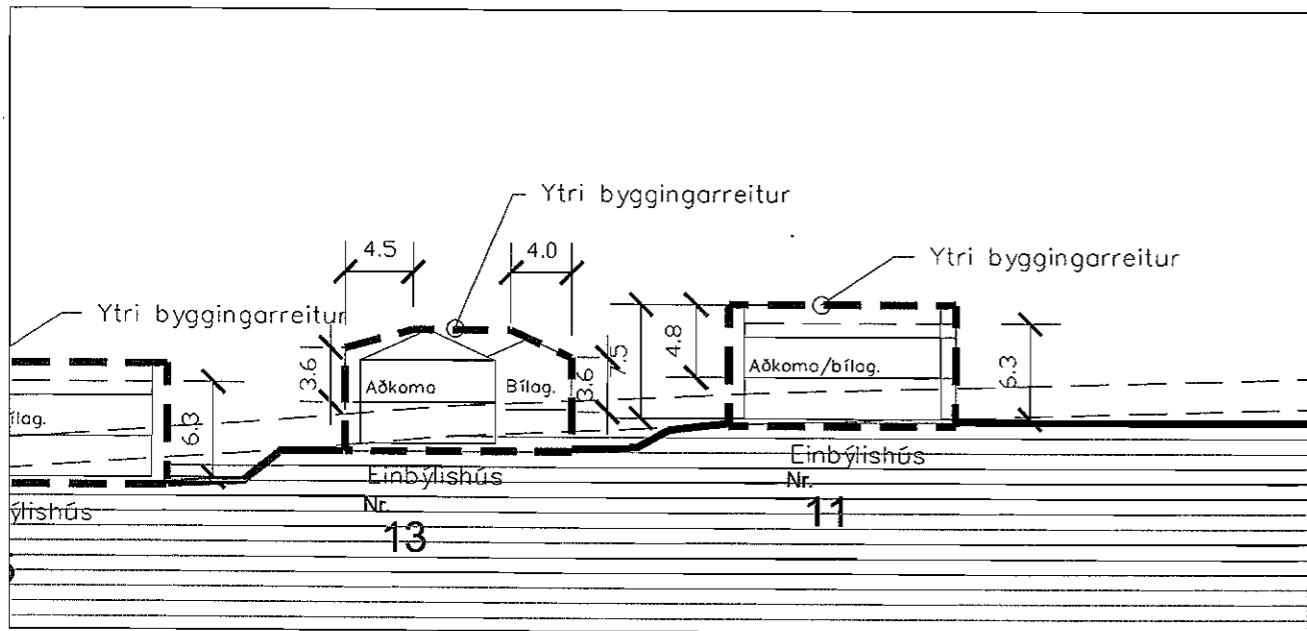 Ytri byggingarreitur
4.5
4.0
Ytri byggingarreitur
Ytri byggingarreitur
3.6
Aðkoma
Bílag.
3.6
7.5
4.8
Aðkoma/bílag.
6.3
ílag.
6.3
Einbýlishús
Nr.
13
Einbýlishús
Nr.
11
ýlishús